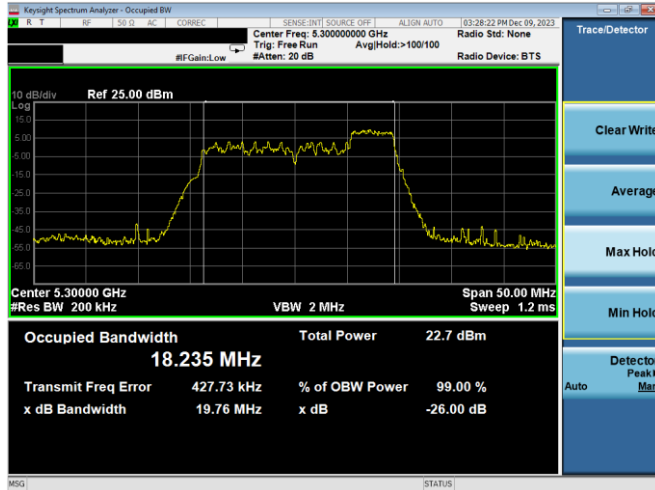 Keysight Spectrum Analyzer - Occupied BW
R T RF 50 Ω AC CORREC SENSE:INT SOURCE OFF ALIGN AUTO 03:28:22 PM Dec 09, 2023
Center Freq: 5.300000000 GHz Radio Std: None
Trig: Free Run Avg|Hold:>100/100
#IFGain:Low #Atten: 20 dB Radio Device: BTS
Trace/Detector
10 dB/div Ref 25.00 dBm
Log
15.0
5.00
-5.00
-15.0
-25.0
-35.0
-45.0
-55.0
-65.0
Center 5.30000 GHz Span 50.00 MHz
#Res BW 200 kHz VBW 2 MHz Sweep 1.2 ms
Occupied Bandwidth Total Power 22.7 dBm
18.235 MHz
Transmit Freq Error 427.73 kHz % of OBW Power 99.00 %
x dB Bandwidth 19.76 MHz x dB -26.00 dB
Clear Write
Average
Max Hold
Min Hold
Detector
Peak
Auto Man
MSG STATUS